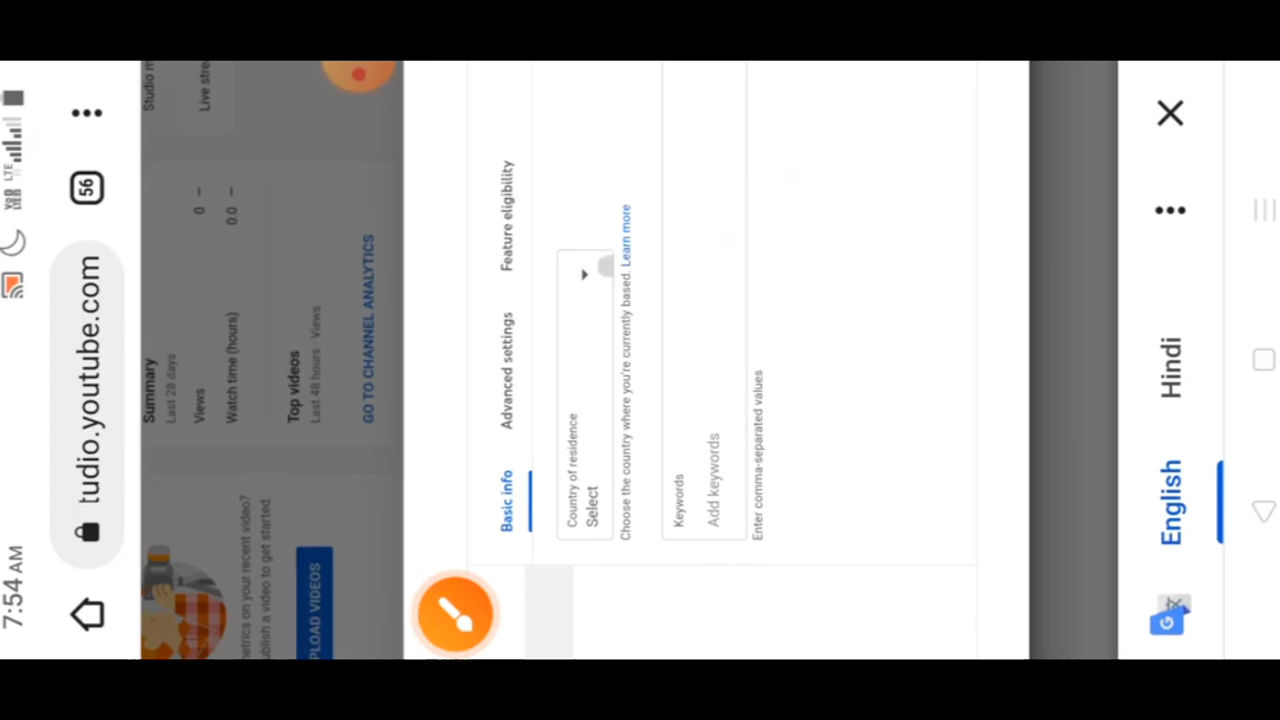 7:54 AM
LTE
tudio.youtube.com
56
Studio m
Live stre
Summary
Last 28 days
Views 0 –
Watch time (hours) 0.0 –
Top videos
Last 48 hours · Views
GO TO CHANNEL ANALYTICS
metrics on your recent video?
ublish a video to get started.
PLOAD VIDEOS
Basic info Advanced settings Feature eligibility
Country of residence
Select
Choose the country where you're currently based. Learn more
Keywords
Add keywords
Enter comma-separated values
G
English Hindi